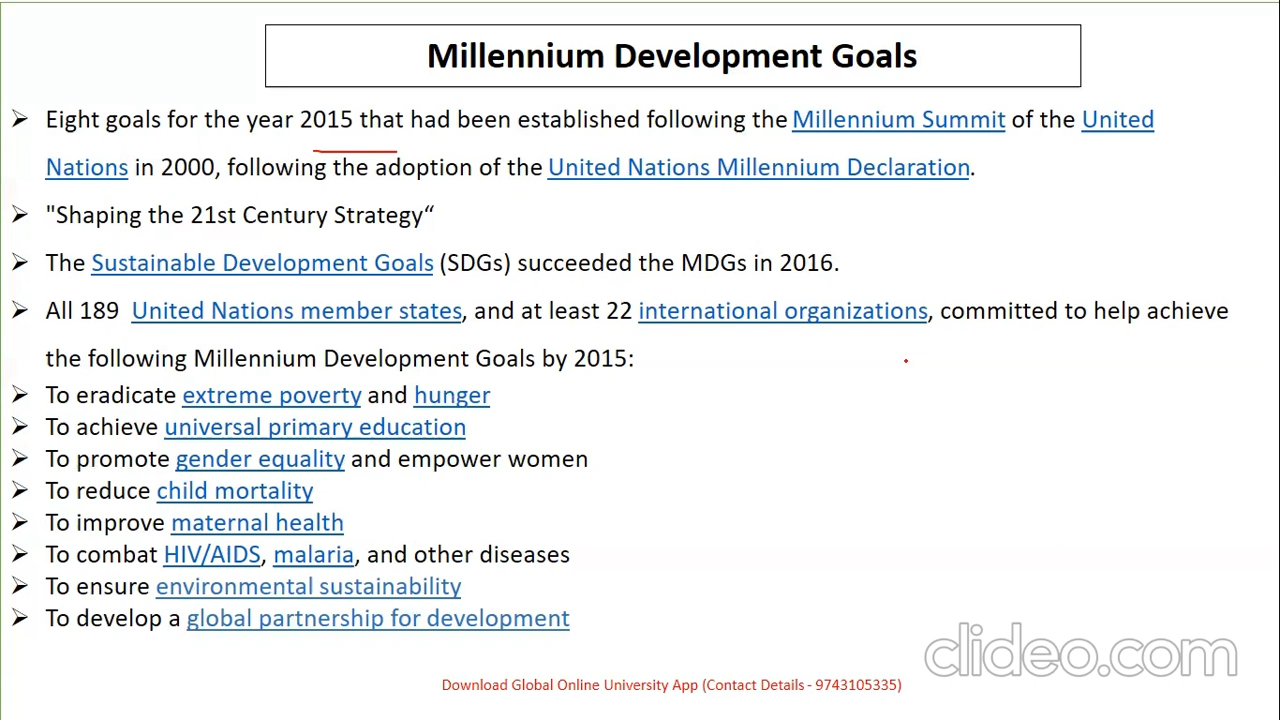 Millennium Development Goals
➢ Eight goals for the year 2015 that had been established following the Millennium Summit of the United
Nations in 2000, following the adoption of the United Nations Millennium Declaration.
➢ "Shaping the 21st Century Strategy“
➢ The Sustainable Development Goals (SDGs) succeeded the MDGs in 2016.
➢ All 189 United Nations member states, and at least 22 international organizations, committed to help achieve
the following Millennium Development Goals by 2015:
➢ To eradicate extreme poverty and hunger
➢ To achieve universal primary education
➢ To promote gender equality and empower women
➢ To reduce child mortality
➢ To improve maternal health
➢ To combat HIV/AIDS, malaria, and other diseases
➢ To ensure environmental sustainability
➢ To develop a global partnership for development
clideo.com
Download Global Online University App (Contact Details - 9743105335)